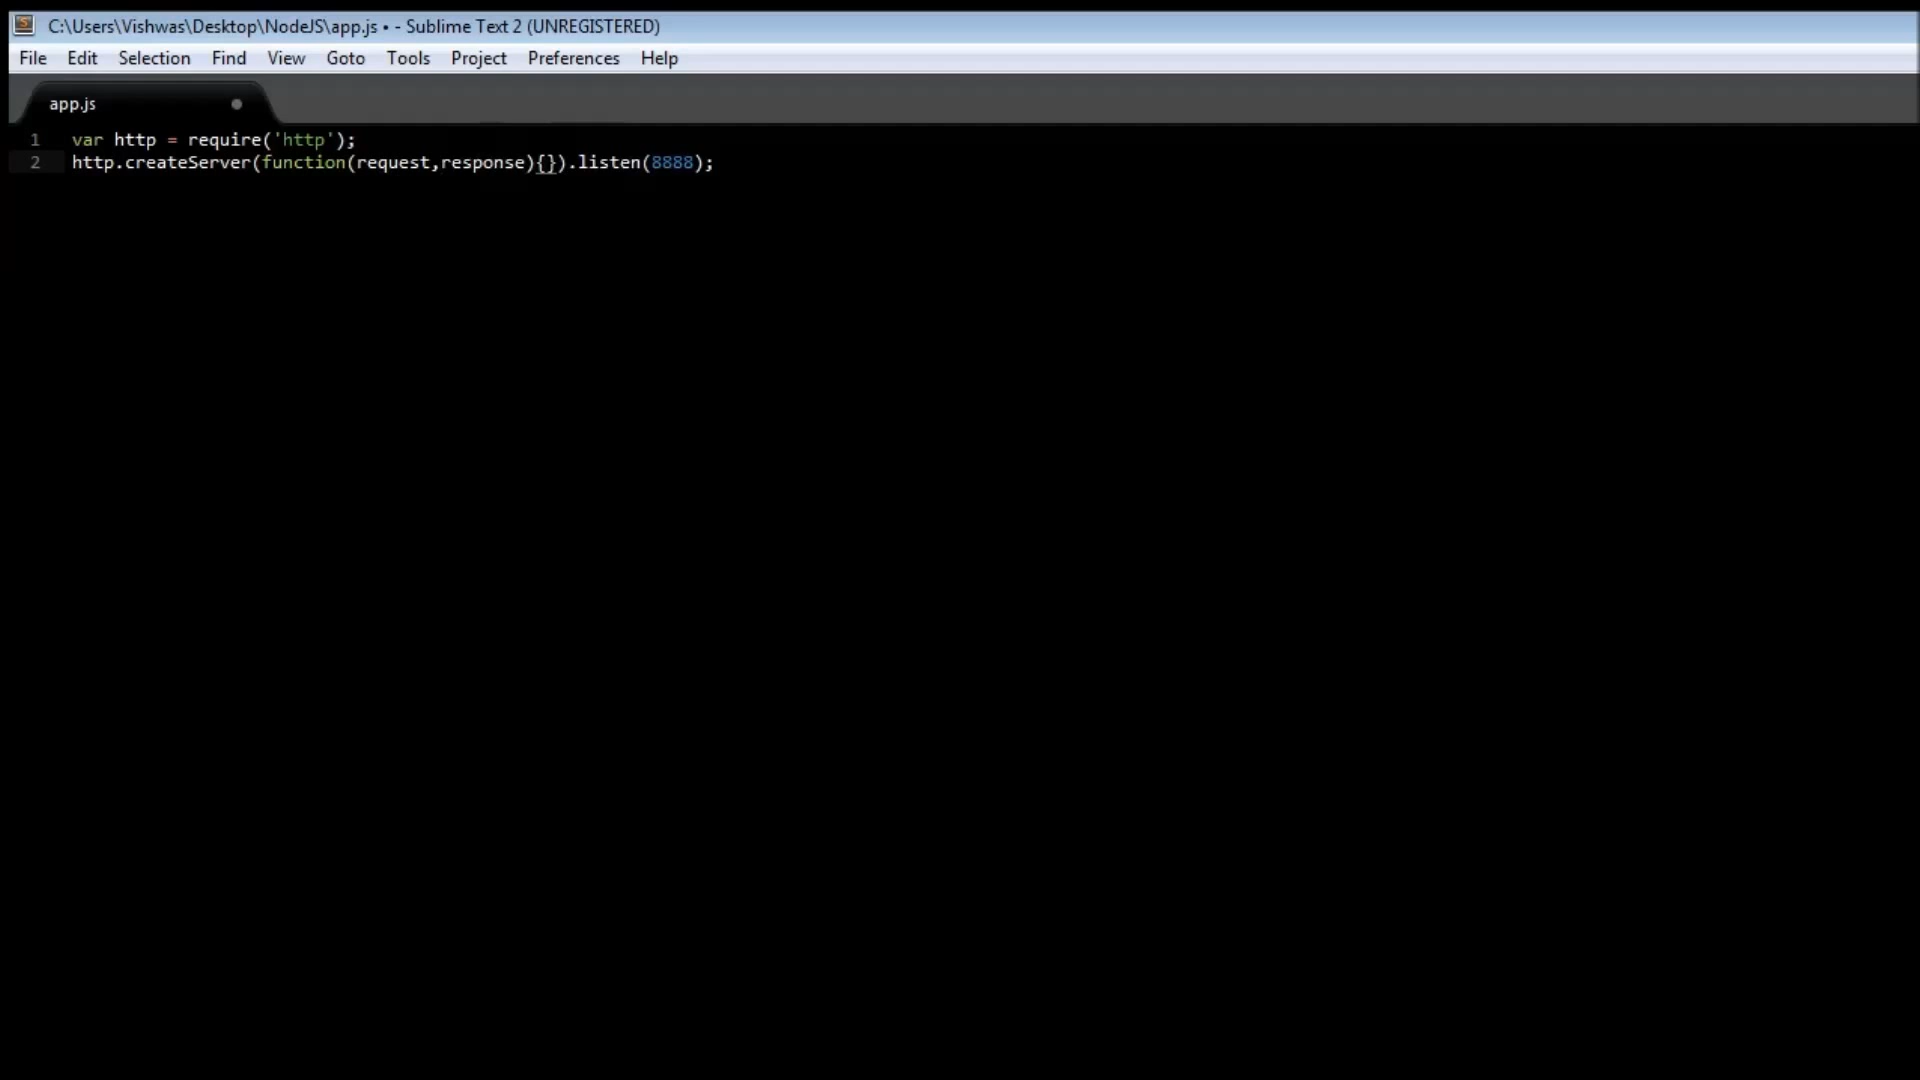 C:\Users\Vishwas\Desktop\NodeJS\app.js • - Sublime Text 2 (UNREGISTERED)
File Edit Selection Find View Goto Tools Project Preferences Help
app.js
1 var http = require('http');
2 http.createServer(function(request,response){}).listen(8888);